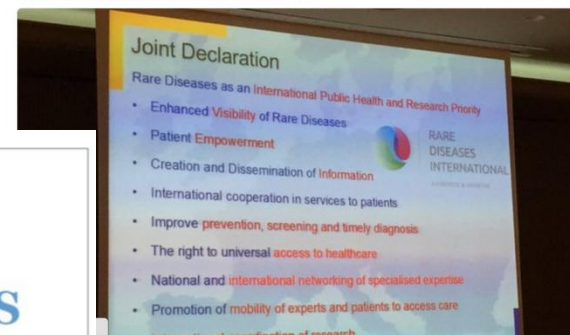 Joint Declaration
Rare Diseases as an International Public Health and Research Priority
• Enhanced Visibility of Rare Diseases
• Patient Empowerment
• Creation and Dissemination of Information
• International cooperation in services to patients
• Improve prevention, screening and timely diagnosis
• The right to universal access to healthcare
• National and international networking of specialised expertise
• Promotion of mobility of experts and patients to access care
coordination of research
RARE
DISEASES
INTERNATIONAL
s